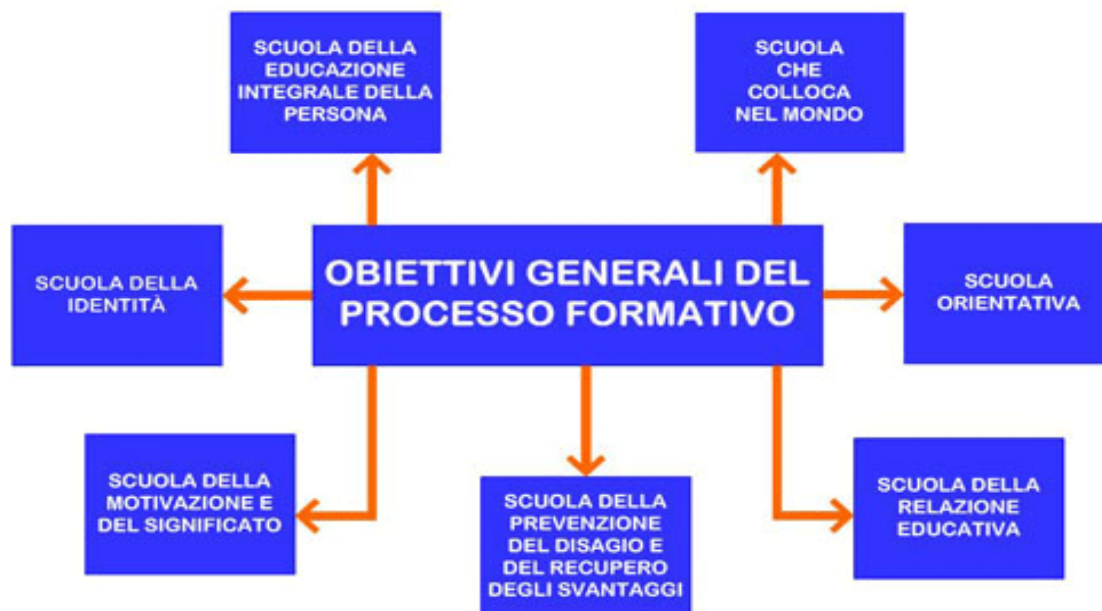 SCUOLA DELLA
EDUCAZIONE
INTEGRALE DELLA
PERSONA
SCUOLA
CHE
COLLOCA
NEL MONDO
SCUOLA DELLA
IDENTITÀ
OBIETTIVI GENERALI DEL
PROCESSO FORMATIVO
SCUOLA
ORIENTATIVA
SCUOLA DELLA
MOTIVAZIONE E
DEL SIGNIFICATO
SCUOLA DELLA
PREVENZIONE
DEL DISAGIO E
DEL RECUPERO
DEGLI SVANTAGGI
SCUOLA DELLA
RELAZIONE
EDUCATIVA